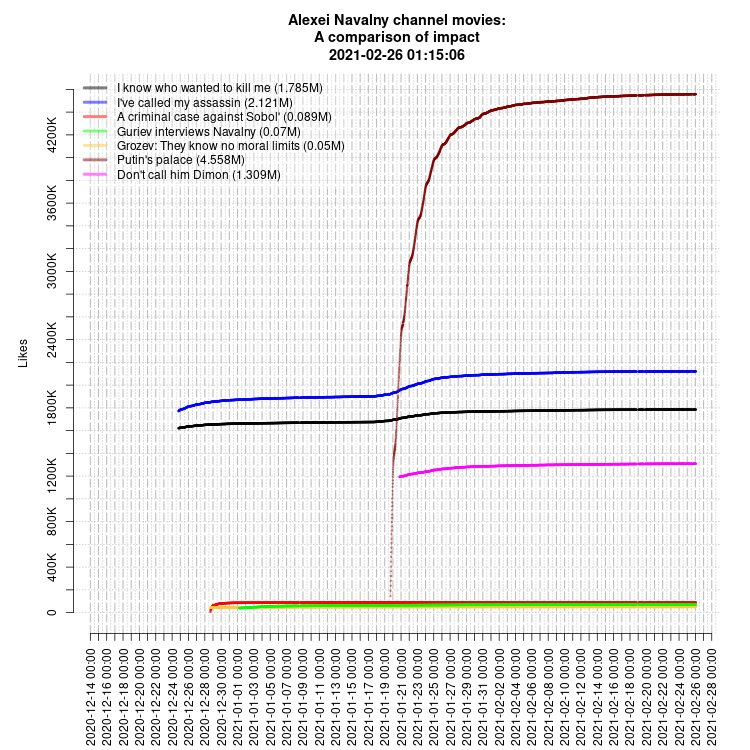 Alexei Navalny channel movies:
A comparison of impact
2021-02-26 01:15:06
I know who wanted to kill me (1.785M)
I've called my assassin (2.121M)
A criminal case against Sobol' (0.089M)
Guriev interviews Navalny (0.07M)
Grozev: They know no moral limits (0.05M)
Putin's palace (4.558M)
Don't call him Dimon (1.309M)
Likes
4200K
3600K
3000K
2400K
1800K
1200K
800K
400K
0
2020-12-14 00:00
2020-12-16 00:00
2020-12-18 00:00
2020-12-20 00:00
2020-12-22 00:00
2020-12-24 00:00
2020-12-26 00:00
2020-12-28 00:00
2020-12-30 00:00
2021-01-01 00:00
2021-01-03 00:00
2021-01-05 00:00
2021-01-07 00:00
2021-01-09 00:00
2021-01-11 00:00
2021-01-13 00:00
2021-01-15 00:00
2021-01-17 00:00
2021-01-19 00:00
2021-01-21 00:00
2021-01-23 00:00
2021-01-25 00:00
2021-01-27 00:00
2021-01-29 00:00
2021-01-31 00:00
2021-02-02 00:00
2021-02-04 00:00
2021-02-06 00:00
2021-02-08 00:00
2021-02-10 00:00
2021-02-12 00:00
2021-02-14 00:00
2021-02-16 00:00
2021-02-18 00:00
2021-02-20 00:00
2021-02-22 00:00
2021-02-24 00:00
2021-02-26 00:00
2021-02-28 00:00